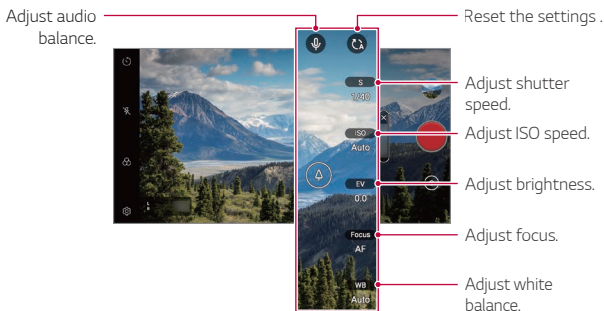 Adjust audio
balance.
Reset the settings .
S
1/40
Adjust shutter
speed.
ISO
Auto
Adjust ISO speed.
EV
0.0
Adjust brightness.
Focus
AF
Adjust focus.
WB
Auto
Adjust white
balance.
A
L
R